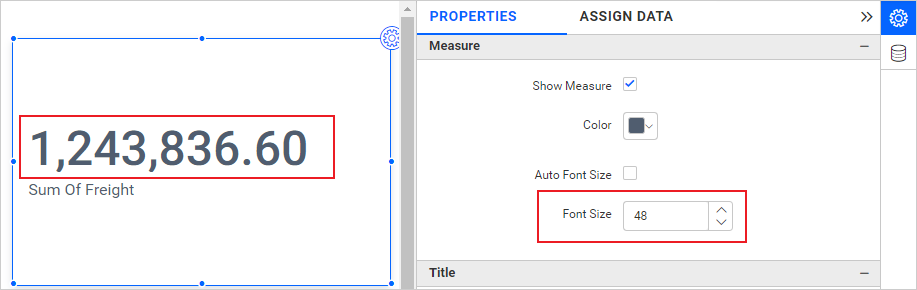 PROPERTIES
ASSIGN DATA
Measure
Show Measure
Color
Auto Font Size
Font Size
48
Title
1,243,836.60
Sum Of Freight